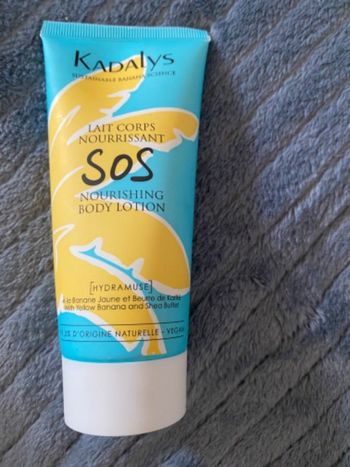 KADALYS
SUSTAINABLE BANANA SCIENCE
LAIT CORPS
NOURRISSANT
SOS
NOURISHING
BODY LOTION
[HYDRAMUSE]
la Banane Jaune et Beurre de Karité
with Yellow Banana and Shea Butter
D'ORIGINE NATURELLE - VEGAN